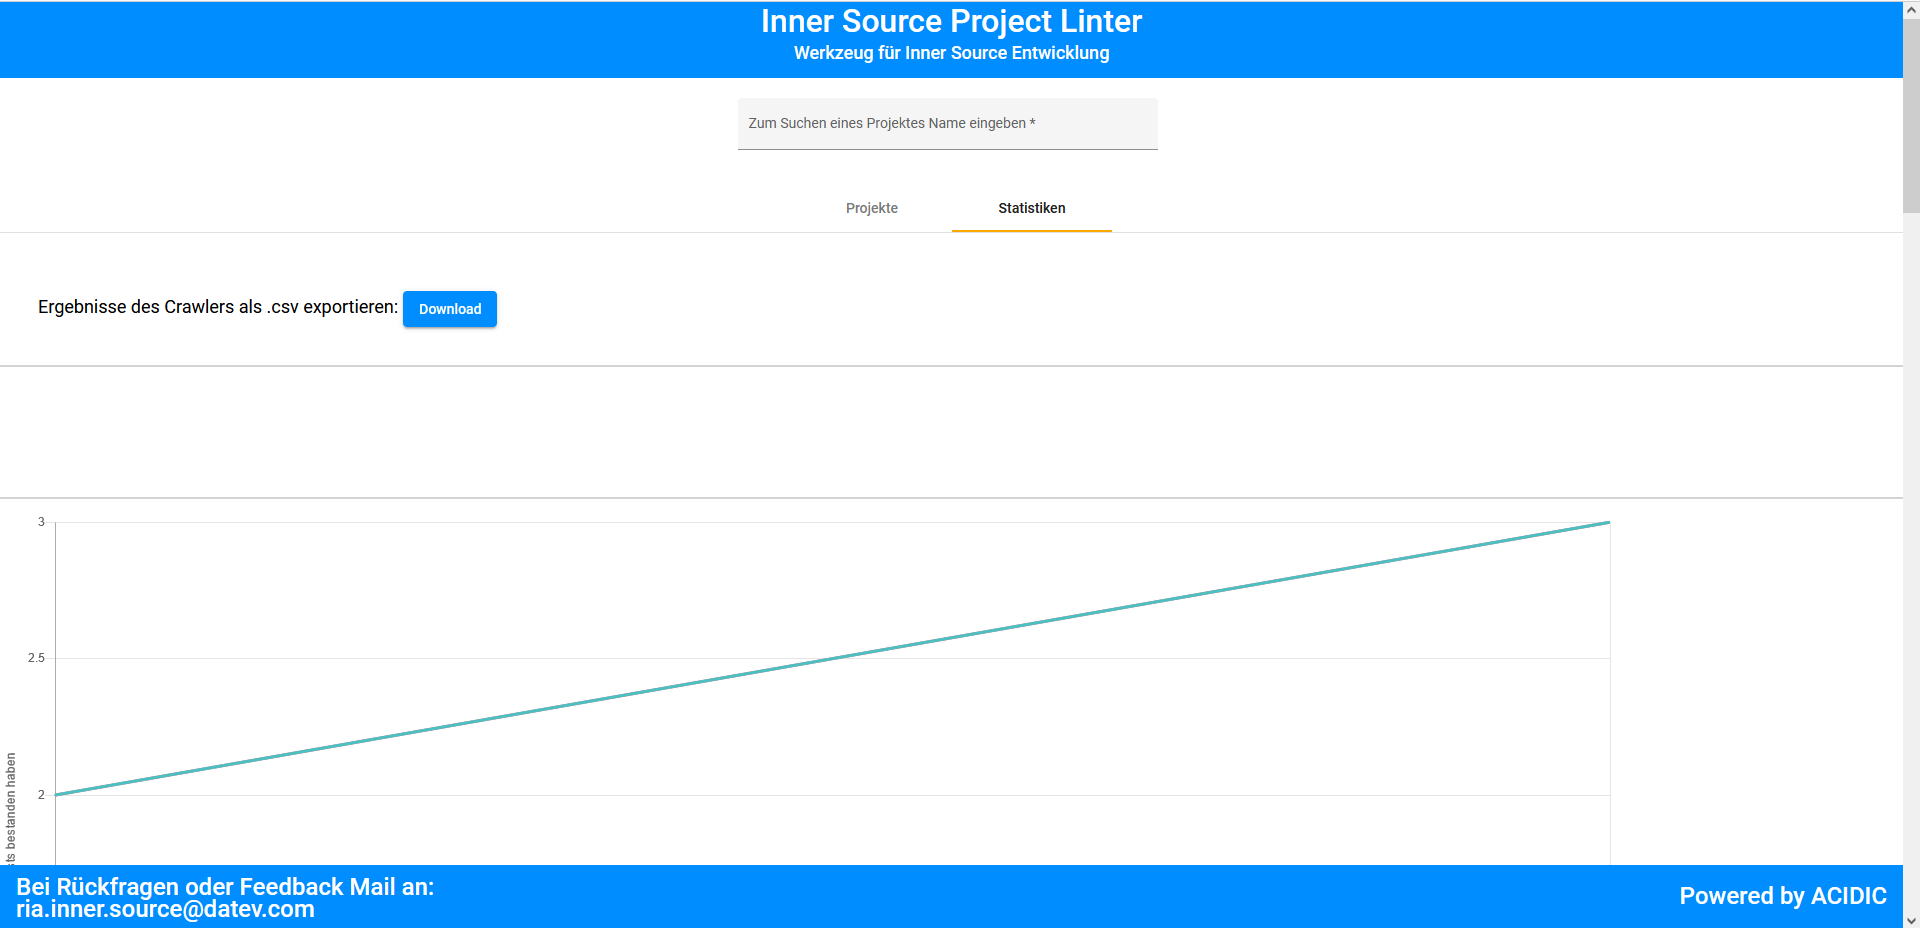 Inner Source Project Linter
Werkzeug für Inner Source Entwicklung
Zum Suchen eines Projektes Name eingeben *
Projekte
Statistiken
Ergebnisse des Crawlers als .csv exportieren:
Download
3
2.5
2
bestanden haben
Bei Rückfragen oder Feedback Mail an:
ria.inner.source@datev.com
Powered by ACIDIC